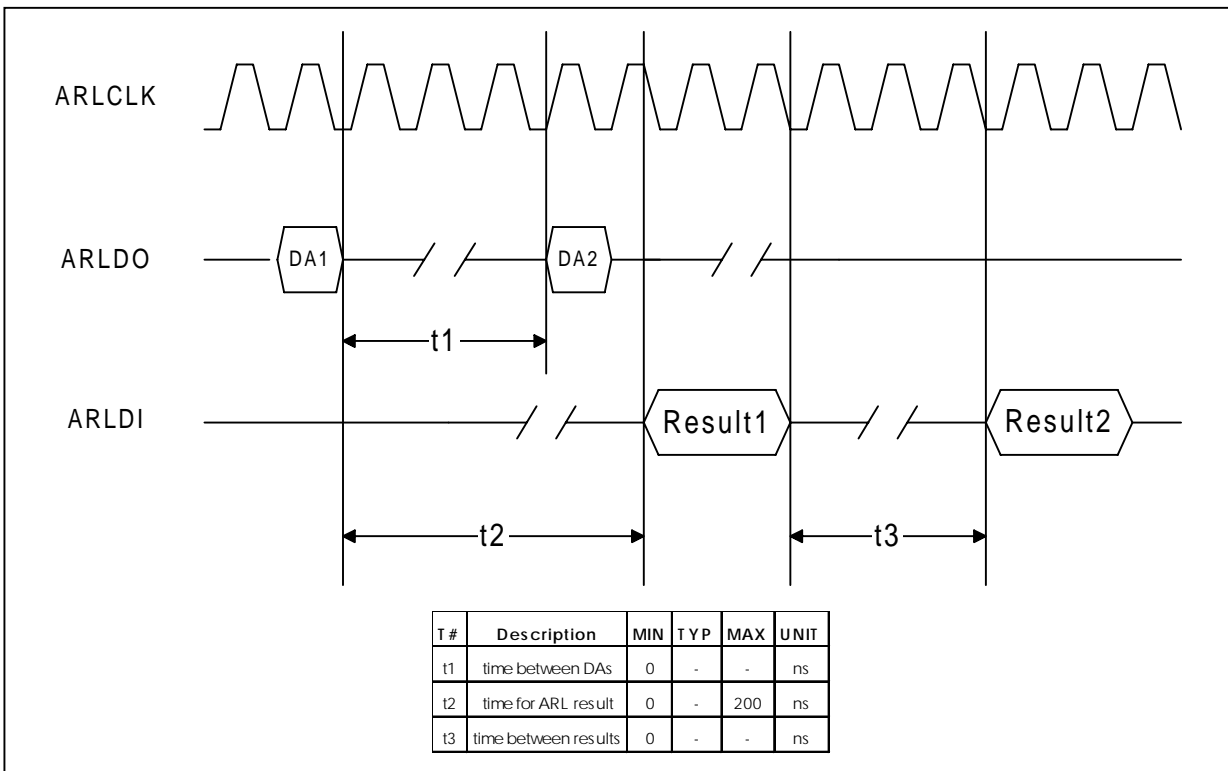 ARLCLK
ARLDO
DA1
DA2
t1
ARLDI
Result1
Result2
t2
t3
T# Description MIN TYP MAX UNIT
t1 time between DAs 0 - - ns
t2 time for ARL result 0 - 200 ns
t3 time between results 0 - - ns